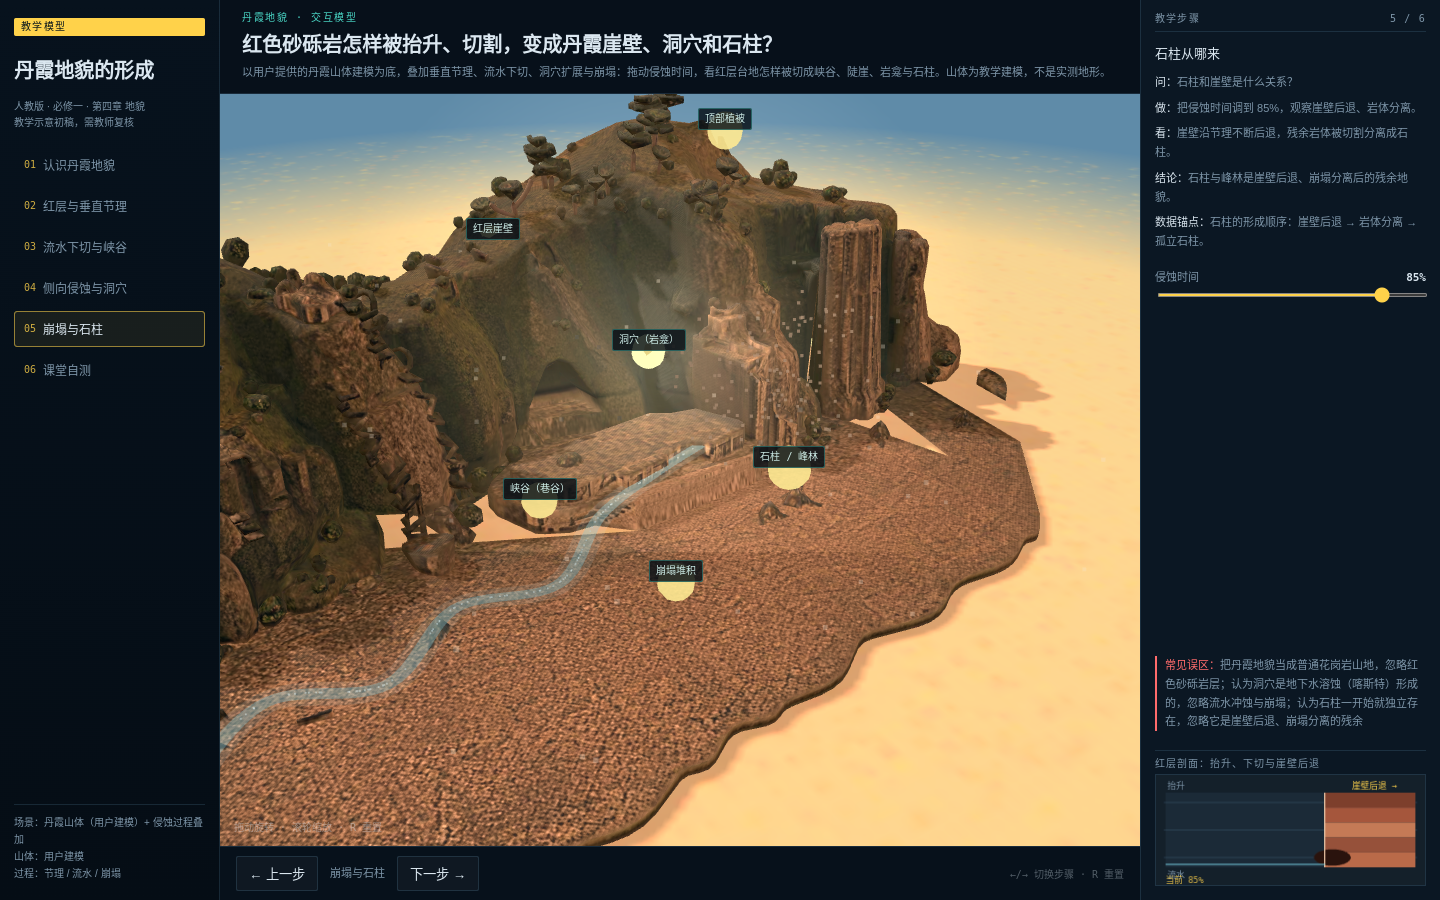 教学模型
丹霞地貌的形成
人教版 · 必修一 · 第四章 地貌
教学示意初稿，需教师复核
01 认识丹霞地貌
02 红层与垂直节理
03 流水下切与峡谷
04 侧向侵蚀与洞穴
05 崩塌与石柱
06 课堂自测
场景：丹霞山体（用户建模）+ 侵蚀过程叠
加
山体：用户建模
过程：节理 / 流水 / 崩塌
丹霞地貌 · 交互模型
红色砂砾岩怎样被抬升、切割，变成丹霞崖壁、洞穴和石柱？
以用户提供的丹霞山体建模为底，叠加垂直节理、流水下切、洞穴扩展与崩塌：拖动侵蚀时间，看红层台地怎样被切成峡谷、陡崖、岩龛与石柱。山体为教学建模，不是实测地形。
顶部植被
红层崖壁
洞穴（岩龛）
石柱 / 峰林
峡谷（巷谷）
崩塌堆积
← 上一步
崩塌与石柱
下一步 →
←/→ 切换步骤 · R 重置
教学步骤
5 / 6
石柱从哪来
问：石柱和崖壁是什么关系？
做：把侵蚀时间调到 85%，观察崖壁后退、岩体分离。
看：崖壁沿节理不断后退，残余岩体被切割分离成石
柱。
结论：石柱与峰林是崖壁后退、崩塌分离后的残余地
貌。
数据锚点：石柱的形成顺序：崖壁后退 → 岩体分离 →
孤立石柱。
侵蚀时间
85%
常见误区：把丹霞地貌当成普通花岗岩山地，忽略红
色砂砾岩层；认为洞穴是地下水溶蚀（喀斯特）形成
的，忽略流水冲蚀与崩塌；认为石柱一开始就独立存
在，忽略它是崖壁后退、崩塌分离的残余
红层剖面：抬升、下切与崖壁后退
抬升
崖壁后退 →
流水
当前 85%